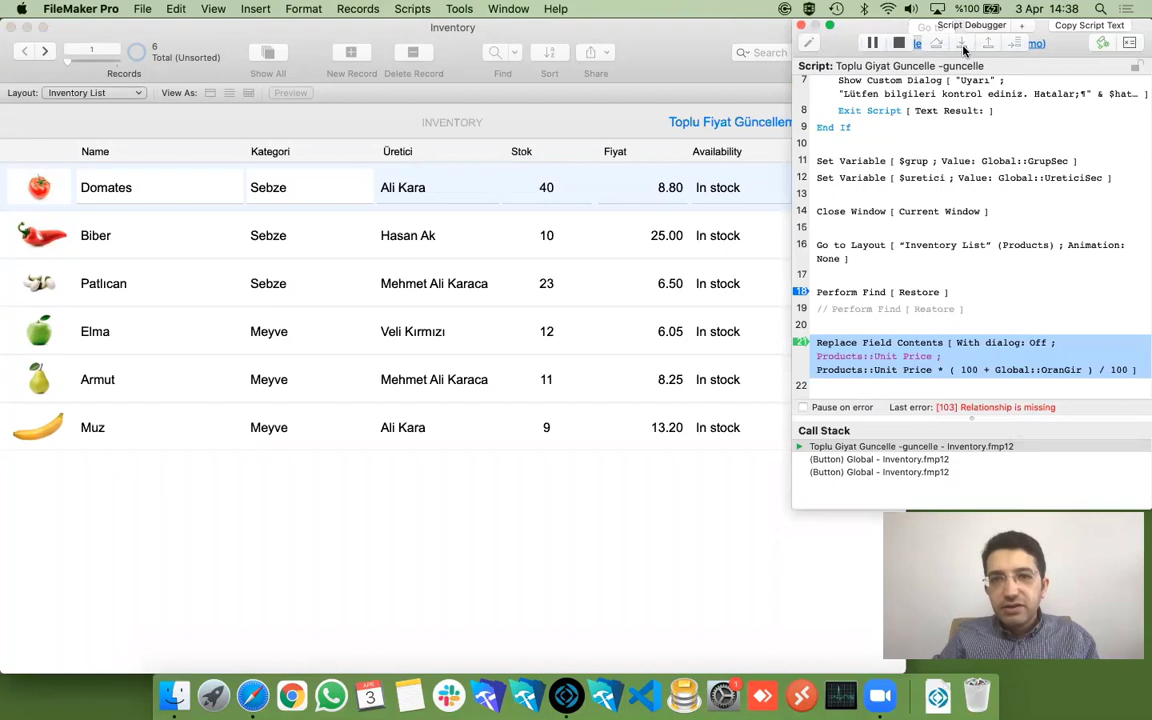 FileMaker Pro File Edit View Insert Format Records Scripts Tools Window Help %100 3 Apr 14:38
Inventory
1
6
Total (Unsorted)
Records Show All New Record Delete Record Find Sort Share
Search
Layout: Inventory List View As: Preview
INVENTORY Toplu Fiyat Güncellem
Name Kategori Üretici Stok Fiyat Availability
Domates Sebze Ali Kara 40 8.80 In stock
Biber Sebze Hasan Ak 10 25.00 In stock
Patlıcan Sebze Mehmet Ali Karaca 23 6.50 In stock
Elma Meyve Veli Kırmızı 12 6.05 In stock
Armut Meyve Mehmet Ali Karaca 11 8.25 In stock
Muz Meyve Ali Kara 9 13.20 In stock
Script Debugger + Copy Script Text
Script: Toplu Giyat Guncelle -guncelle
7 Show Custom Dialog [ "Uyarı" ;
"Lütfen bilgileri kontrol ediniz. Hatalar;¶" & $hat… ]
8 Exit Script [ Text Result: ]
9 End If
10
11 Set Variable [ $grup ; Value: Global::GrupSec ]
12 Set Variable [ $uretici ; Value: Global::UreticiSec ]
13
14 Close Window [ Current Window ]
15
16 Go to Layout [ “Inventory List” (Products) ; Animation:
None ]
17
18 Perform Find [ Restore ]
19 // Perform Find [ Restore ]
20
21 Replace Field Contents [ With dialog: Off ;
Products::Unit Price ;
Products::Unit Price * ( 100 + Global::OranGir ) / 100 ]
22
Pause on error Last error: [103] Relationship is missing
Call Stack
Toplu Giyat Guncelle -guncelle - Inventory.fmp12
(Button) Global - Inventory.fmp12
(Button) Global - Inventory.fmp12
APR
3
1